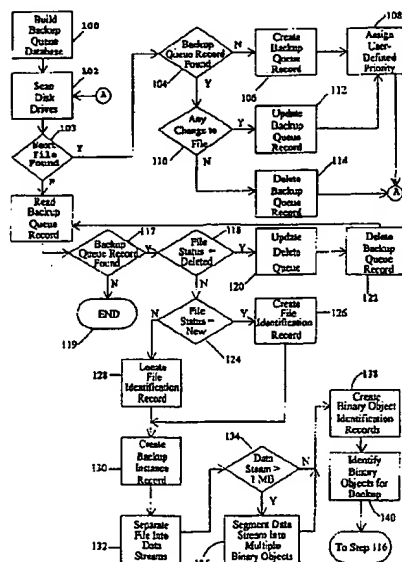 Build
Backup
Queue
Database
100
Scan
Disk
Drives
102
A
103
Next
File
Found
Y
N
Read
Backup
Queue
Record
Backup
Queue Record
Found
104
N
Y
Create
Backup
Queue
Record
106
Assign
User-
Defined
Priority
108
Any
Change to
File
110
Y
N
Update
Backup
Queue Record
112
Delete
Backup
Queue Record
114
A
117
Backup
Queue Record
Found
Y
N
END
119
118
File
Status =
Deleted
Y
N
Update
Delete
Queue
120
Delete
Backup
Queue
Record
122
File
Status =
New
124
N
Y
Create
File
Identification
Record
126
128
Locate
File
Identification
Record
130
Create
Backup
Instance
Record
132
Separate
File Into
Data
Streams
134
Data
Stream >
1 MB
N
Y
Segment Data
Stream Into
Multiple
Binary Objects
138
Create
Binary Object
Identification
Records
Identify
Binary
Objects for
Backup
140
To Step 116